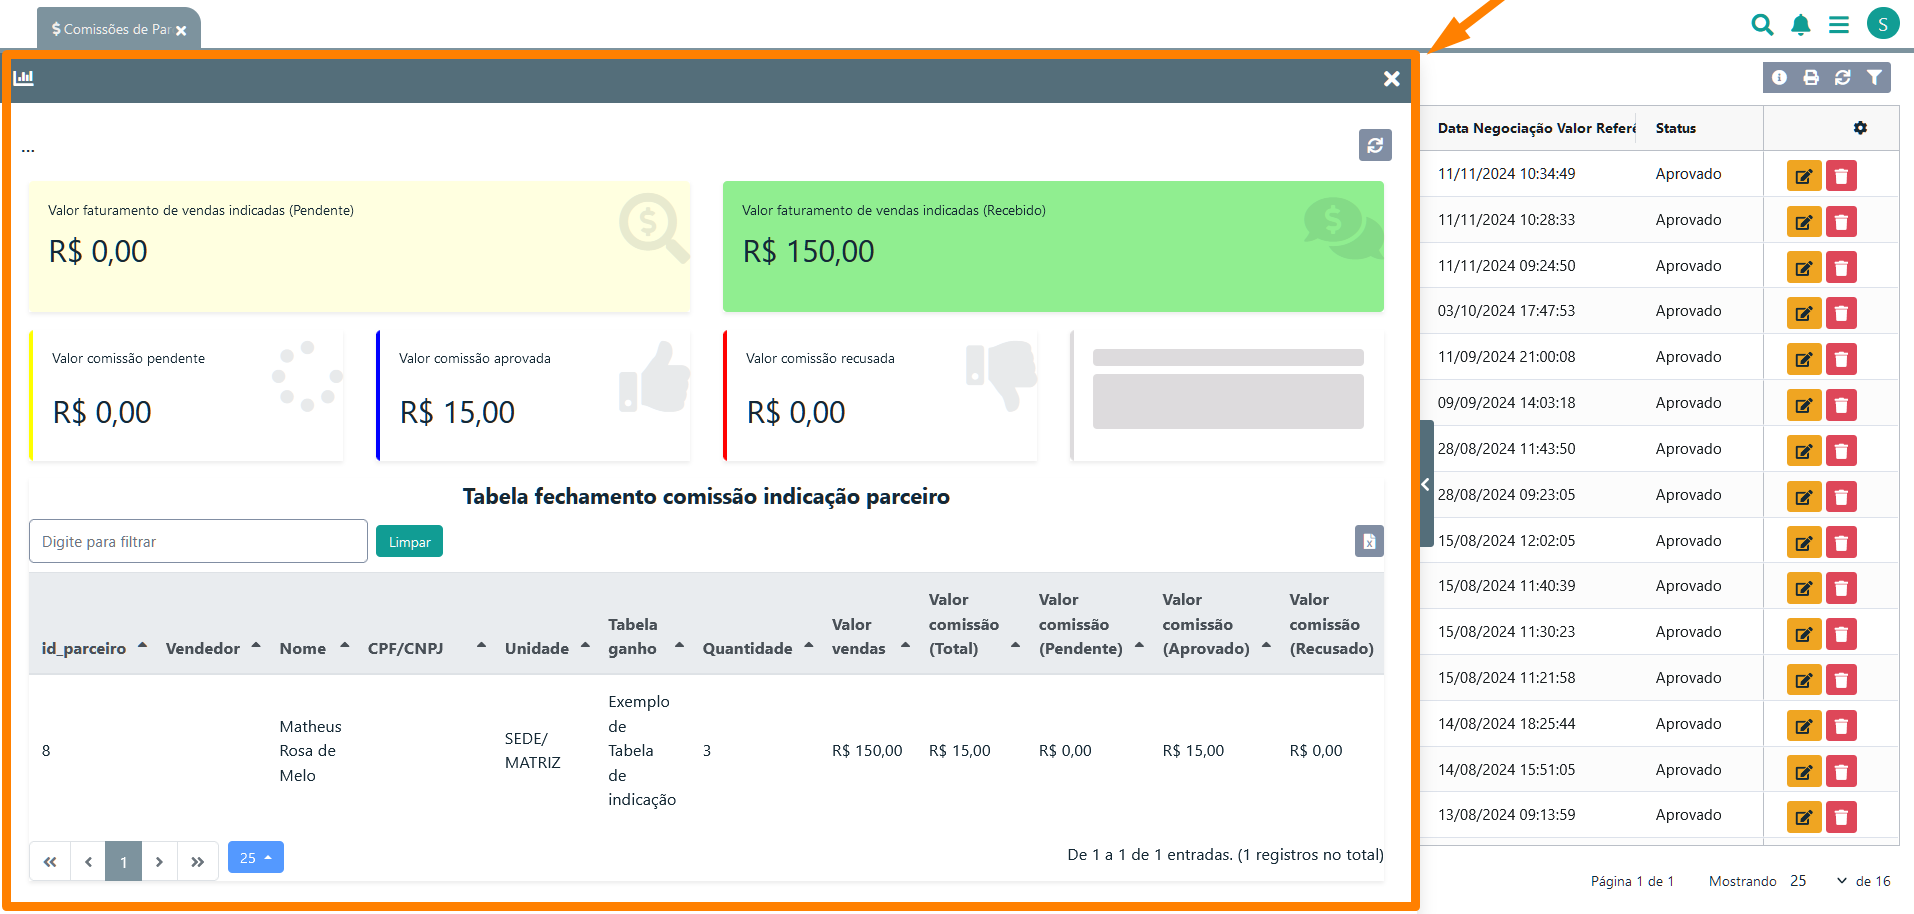 $ Comissões de Par
S
...
Valor faturamento de vendas indicadas (Pendente)
R$ 0,00
Valor faturamento de vendas indicadas (Recebido)
R$ 150,00
Valor comissão pendente
R$ 0,00
Valor comissão aprovada
R$ 15,00
Valor comissão recusada
R$ 0,00
Tabela fechamento comissão indicação parceiro
Digite para filtrar
Limpar
id_parceiro
Vendedor
Nome
CPF/CNPJ
Unidade
Tabela
ganho
Quantidade
Valor
vendas
Valor
comissão
(Total)
Valor
comissão
(Pendente)
Valor
comissão
(Aprovado)
Valor
comissão
(Recusado)
8
Matheus
Rosa de
Melo
SEDE/
MATRIZ
Exemplo
de
Tabela
de
indicação
3
R$ 150,00
R$ 15,00
R$ 0,00
R$ 15,00
R$ 0,00
« ‹ 1 › »
25
De 1 a 1 de 1 entradas. (1 registros no total)
Data Negociação Valor Refer
Status
11/11/2024 10:34:49 Aprovado
11/11/2024 10:28:33 Aprovado
11/11/2024 09:24:50 Aprovado
03/10/2024 17:47:53 Aprovado
11/09/2024 21:00:08 Aprovado
09/09/2024 14:03:18 Aprovado
28/08/2024 11:43:50 Aprovado
28/08/2024 09:23:05 Aprovado
15/08/2024 12:02:05 Aprovado
15/08/2024 11:40:39 Aprovado
15/08/2024 11:30:23 Aprovado
15/08/2024 11:21:58 Aprovado
14/08/2024 18:25:44 Aprovado
14/08/2024 15:51:05 Aprovado
13/08/2024 09:13:59 Aprovado
Página 1 de 1 Mostrando 25 de 16